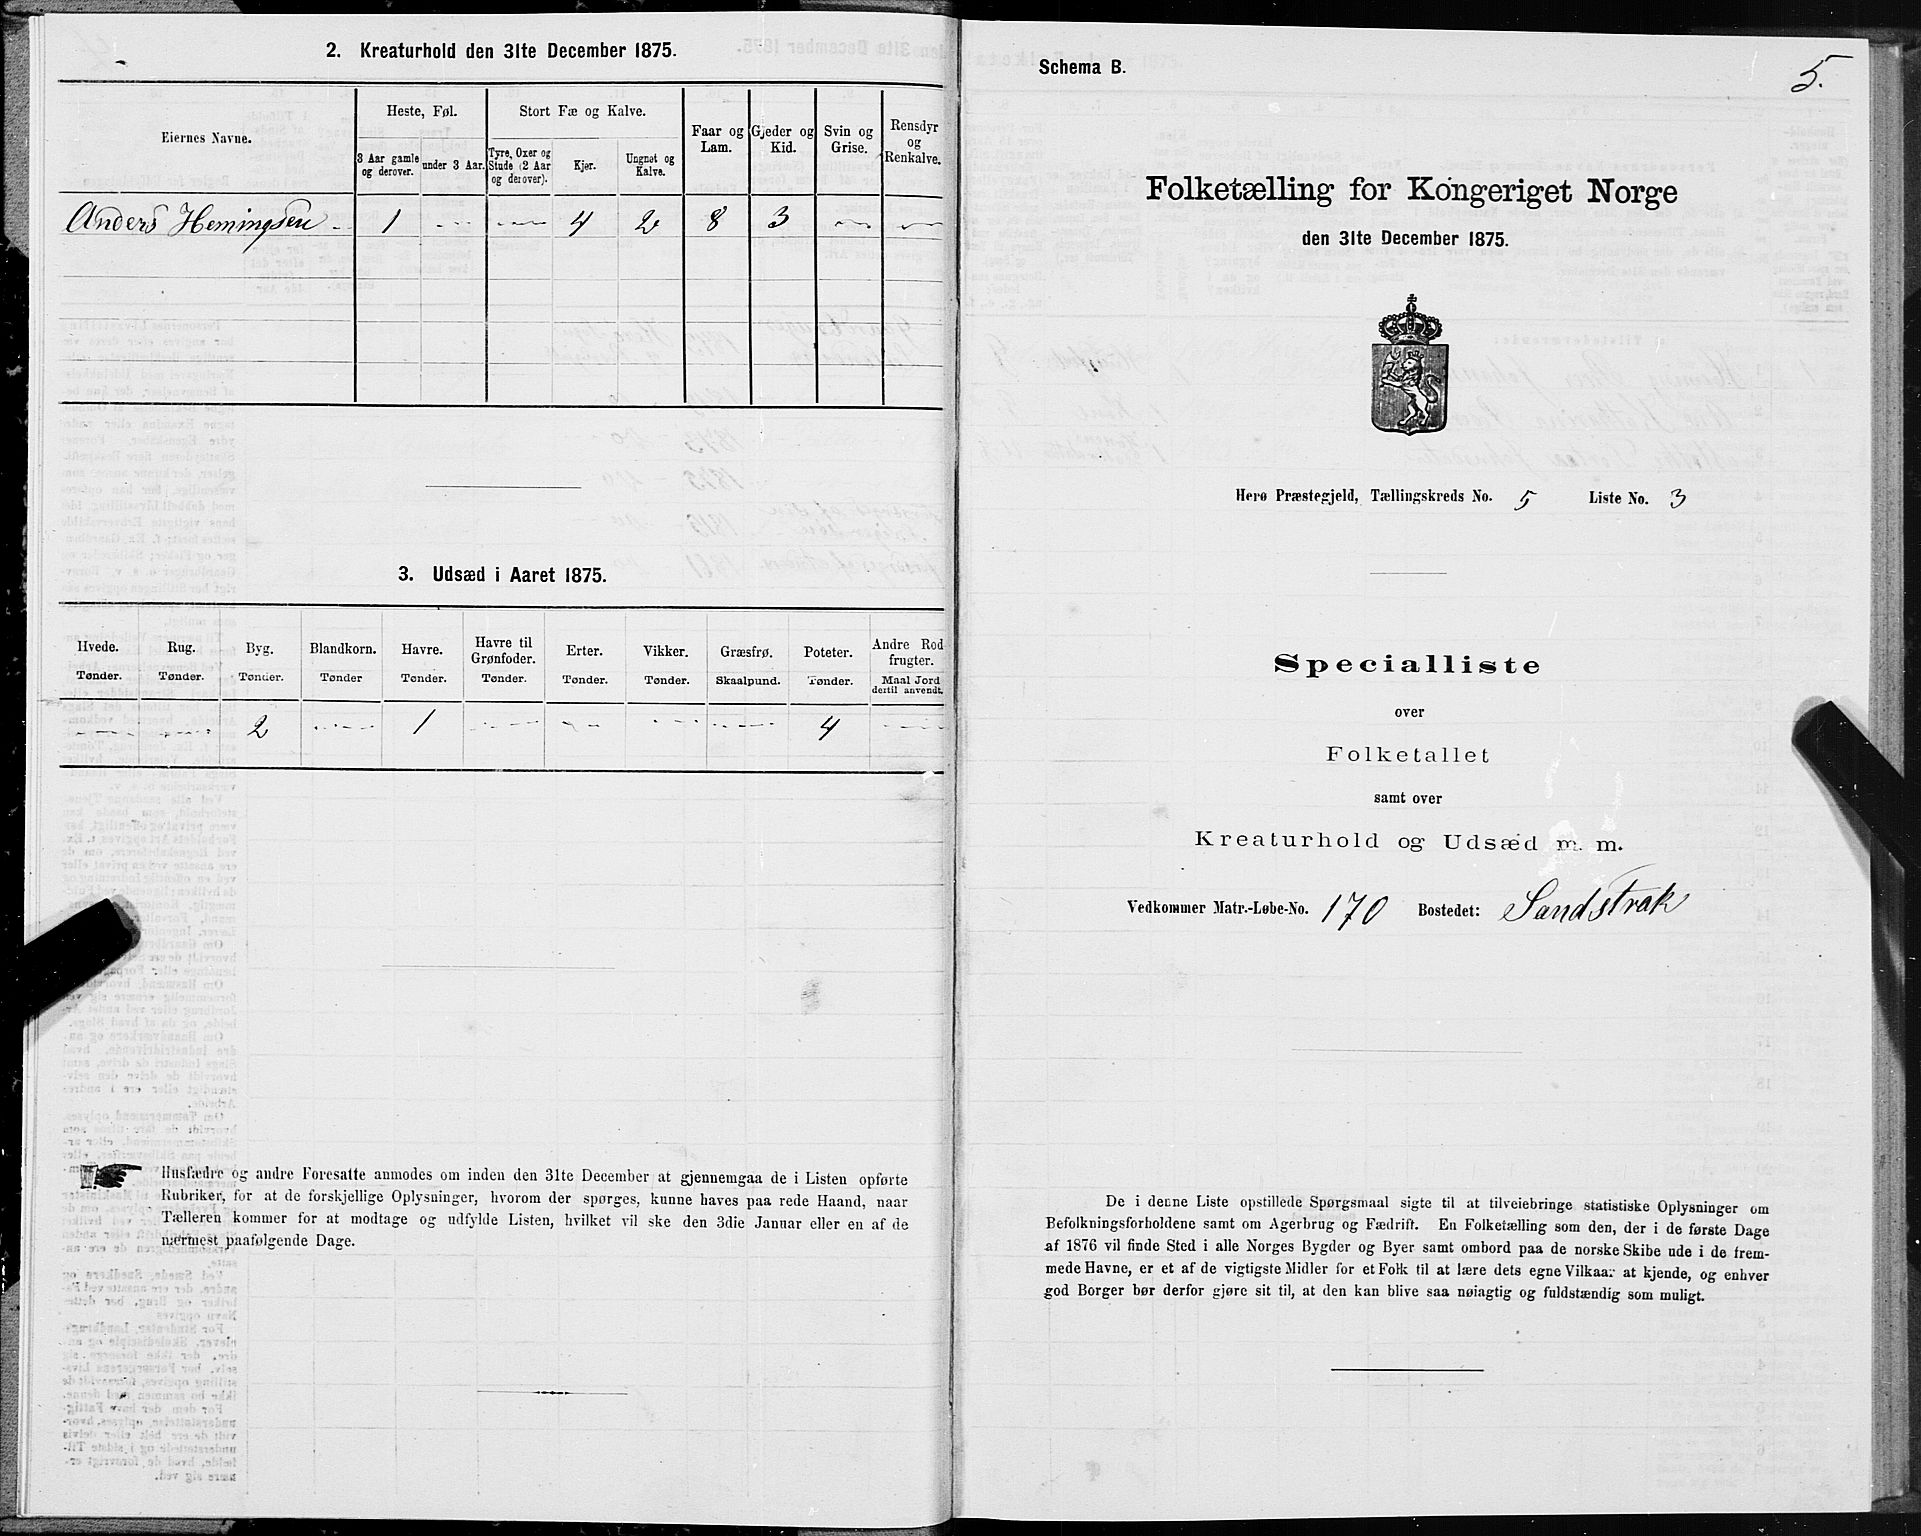 2. Kreaturhold den 31te December 1875.
Eiernes Navne.
Heste, Føl.
3 Aar gamle og derover.
under 3 Aar.
Stort Fæ og Kalve.
Tyre, Oxer og Stude (2 Aar og derover).
Kjør.
Ungnøt og Kalve.
Faar og Lam.
Gjeder og Kid.
Svin og Grise.
Rensdyr og Renkalve.
Anders Hemingsen 1 4 2 8 3
3. Udsæd i Aaret 1875.
Hvede. Rug. Byg. Blandkorn. Havre. Havre til Grønfoder. Erter. Vikker. Græsfrø. Poteter. Andre Rodfrugter.
Tønder. Tønder. Tønder. Tønder Tønder. Tønder. Tønder. Tønder. Skaalpund. Tønder. Maal Jord dertil anvendt.
2 1 4
Husfædre og andre Foresatte anmodes om inden den 31te December at gjennemgaa de i Listen opførte
Rubriker, for at de forskjellige Oplysninger, hvorom der spørges, kunne haves paa rede Haand, naar
Tælleren kommer for at modtage og udfylde Listen, hvilket vil ske den 3die Januar eller en af de
nærmest paafølgende Dage.
Schema B.
5.
Folketælling for Kongeriget Norge
den 31te December 1875.
Herø Præstegjeld, Tællingskreds No. 5 Liste No. 3
Specialliste
over
Folketallet
samt over
Kreaturhold og Udsæd m. m.
Vedkommer Matr.-Løbe-No. 170 Bostedet: Sandstrak
De i denne Liste opstillede Spørgsmaal sigte til at tilveiebringe statistiske Oplysninger om
Befolkningsforholdene samt om Agerbrug og Fædrift. En Folketælling som den, der i de første Dage
af 1876 vil finde Sted i alle Norges Bygder og Byer samt ombord paa de norske Skibe ude i de frem-
mede Havne, er et af de vigtigste Midler for et Folk til at lære dets egne Vilkaar at kjende, og enhver
god Borger bør derfor gjøre sit til, at den kan blive saa nøiagtig og fuldstændig som muligt.